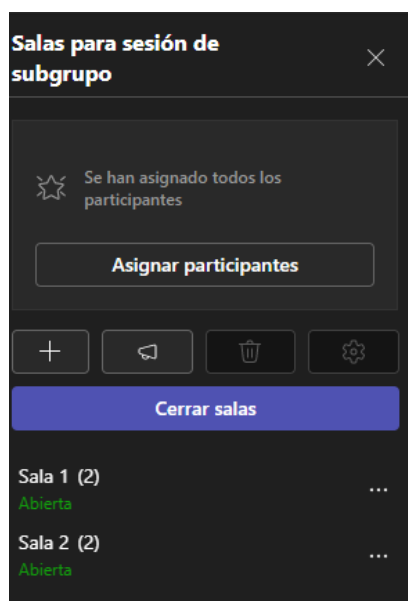 Salas para sesión de
subgrupo
Se han asignado todos los
participantes
Asignar participantes
Cerrar salas
Sala 1 (2)
Abierta
Sala 2 (2)
Abierta